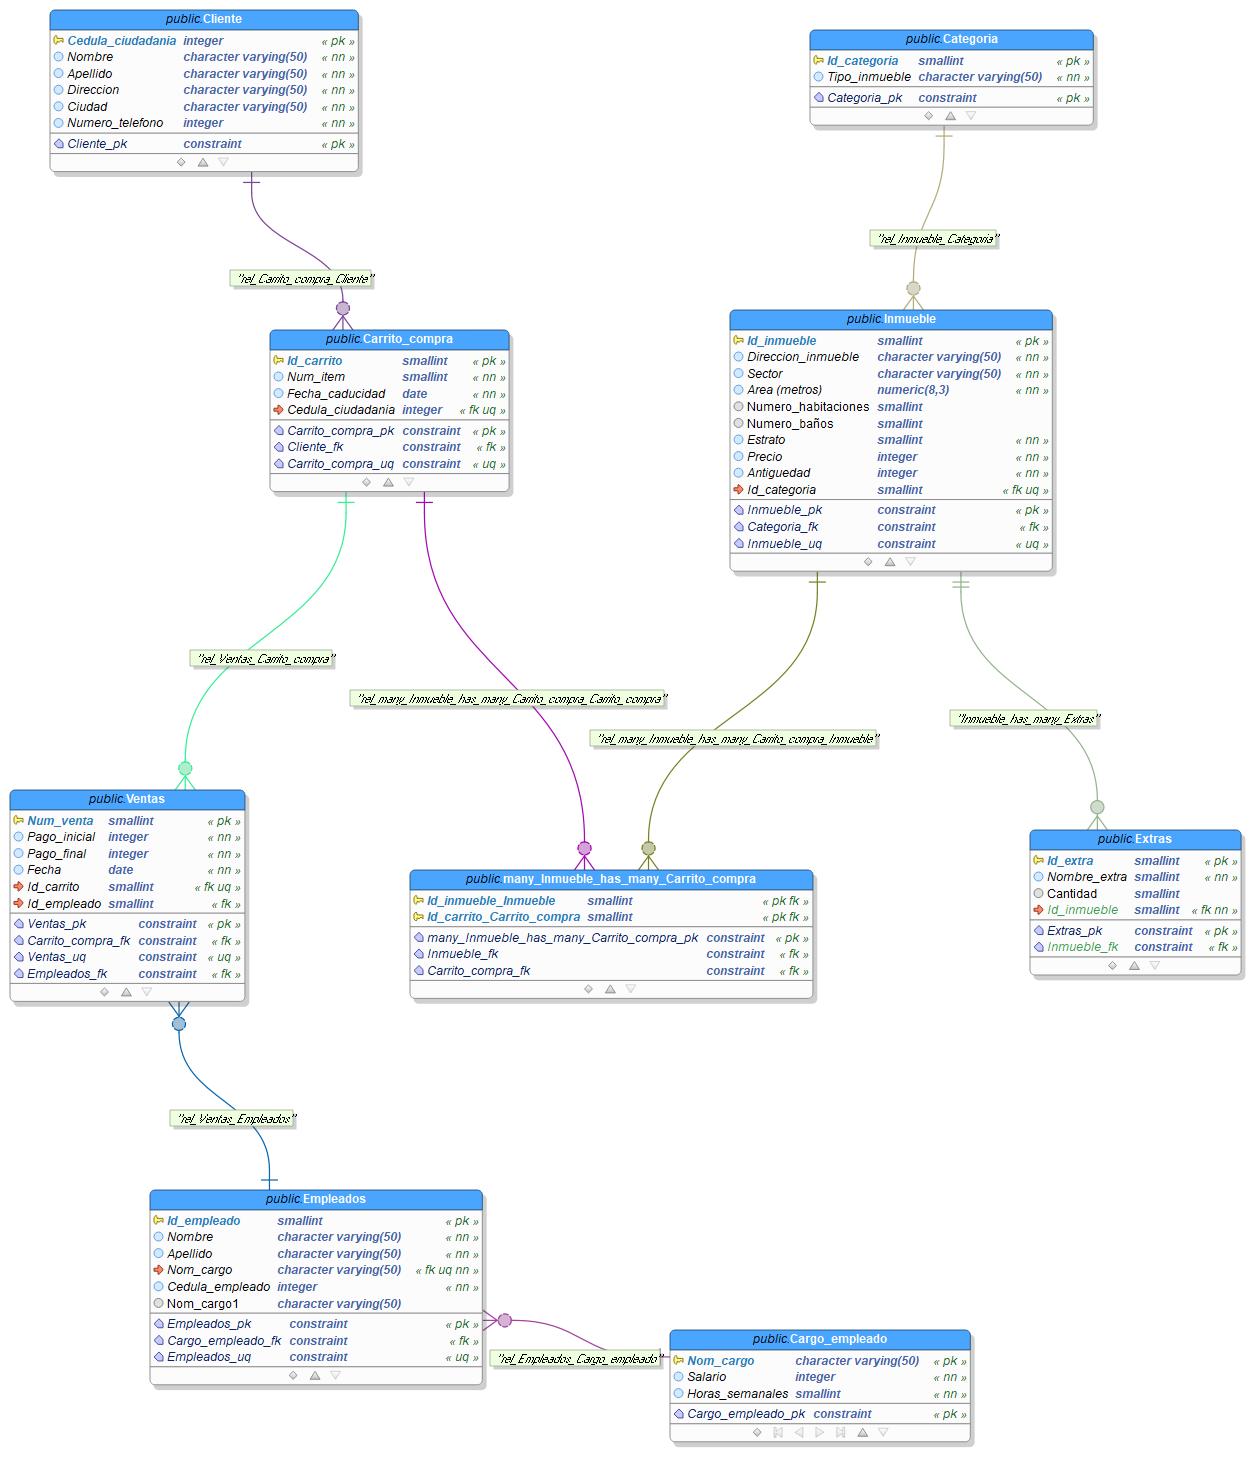 public.Cliente
Cedula_ciudadania integer « pk »
Nombre character varying(50) « nn »
Apellido character varying(50) « nn »
Direccion character varying(50) « nn »
Ciudad character varying(50) « nn »
Numero_telefono integer « nn »
Cliente_pk constraint « pk »
public.Categoria
Id_categoria smallint « pk »
Tipo_inmueble character varying(50) « nn »
Categoria_pk constraint « pk »
"rel_Inmueble_Categoria"
"rel_Carrito_compra_Cliente"
public.Carrito_compra
Id_carrito smallint « pk »
Num_item smallint « nn »
Fecha_caducidad date « nn »
Cedula_ciudadania integer « fk uq »
Carrito_compra_pk constraint « pk »
Cliente_fk constraint « fk »
Carrito_compra_uq constraint « uq »
public.Inmueble
Id_inmueble smallint « pk »
Direccion_inmueble character varying(50) « nn »
Sector character varying(50) « nn »
Area (metros) numeric(8,3) « nn »
Numero_habitaciones smallint
Numero_baños smallint
Estrato smallint « nn »
Precio integer « nn »
Antiguedad integer « nn »
Id_categoria smallint « fk uq »
Inmueble_pk constraint « pk »
Categoria_fk constraint « fk »
Inmueble_uq constraint « uq »
"rel_Ventas_Carrito_compra"
"rel_many_Inmueble_has_many_Carrito_compra_Carrito_compra"
"rel_many_Inmueble_has_many_Carrito_compra_Inmueble"
"Inmueble_has_many_Extras"
public.Ventas
Num_venta smallint « pk »
Pago_inicial integer « nn »
Pago_final integer « nn »
Fecha date « nn »
Id_carrito smallint « fk uq »
Id_empleado smallint « fk »
Ventas_pk constraint « pk »
Carrito_compra_fk constraint « fk »
Ventas_uq constraint « uq »
Empleados_fk constraint « fk »
public.many_Inmueble_has_many_Carrito_compra
Id_inmueble_Inmueble smallint « pk fk »
Id_carrito_Carrito_compra smallint « pk fk »
many_Inmueble_has_many_Carrito_compra_pk constraint « pk »
Inmueble_fk constraint « fk »
Carrito_compra_fk constraint « fk »
public.Extras
Id_extra smallint « pk »
Nombre_extra smallint « nn »
Cantidad smallint
Id_inmueble smallint « fk nn »
Extras_pk constraint « pk »
Inmueble_fk constraint « fk »
"rel_Ventas_Empleados"
public.Empleados
Id_empleado smallint « pk »
Nombre character varying(50) « nn »
Apellido character varying(50) « nn »
Nom_cargo character varying(50) « fk uq nn »
Cedula_empleado integer « nn »
Nom_cargo1 character varying(50)
Empleados_pk constraint « pk »
Cargo_empleado_fk constraint « fk »
Empleados_uq constraint « uq »
"rel_Empleados_Cargo_empleado"
public.Cargo_empleado
Nom_cargo character varying(50) « pk »
Salario integer « nn »
Horas_semanales smallint « nn »
Cargo_empleado_pk constraint « pk »